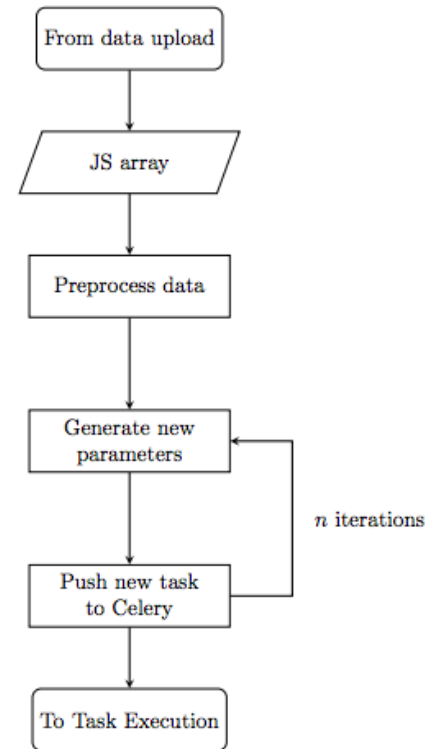 From data upload
JS array
Preprocess data
Generate new
parameters
n iterations
Push new task
to Celery
To Task Execution